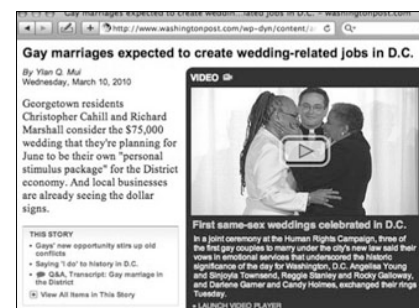 Gay marriages expected to create wedding-related jobs in D.C. – washingtonpost.com
http://www.washingtonpost.com/wp-dyn/content/
Gay marriages expected to create wedding-related jobs in D.C.
By Ylan Q. Mui
Wednesday, March 10, 2010
Georgetown residents
Christopher Cahill and Richard
Marshall consider the $75,000
wedding that they're planning for
June to be their own "personal
stimulus package" for the District
economy. And local businesses
are already seeing the dollar
signs.
THIS STORY
• Gays' new opportunity stirs up old
conflicts
• Saying 'I do' to history in D.C.
• Q&A, Transcript: Gay marriage in
the District
View All Items in This Story
VIDEO
First same-sex weddings celebrated in D.C.
In a joint ceremony at the Human Rights Campaign, three of
the first gay couples to marry under the city's new law said their
vows in emotional services that underscored the historic
significance of the day for Washington, D.C. Angelisa Young
and Sinjoyla Townsend, Reggie Stanley and Rocky Galloway,
and Darlene Garner and Candy Holmes, exchanged their rings
Tuesday.
• LAUNCH VIDEO PLAYER